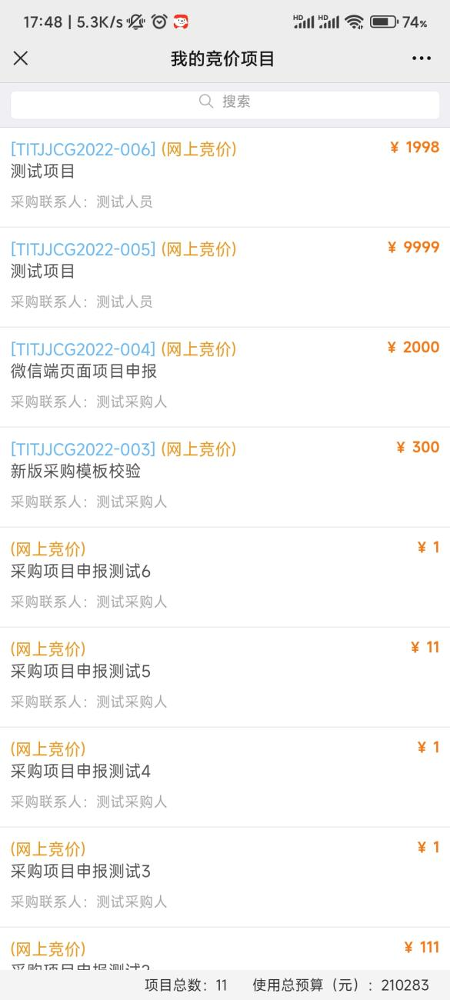 17:48 | 5.3K/s HD HD 74%
我的竞价项目
搜索
[TITJJCG2022-006] (网上竞价) ¥ 1998
测试项目
采购联系人：测试人员
[TITJJCG2022-005] (网上竞价) ¥ 9999
测试项目
采购联系人：测试人员
[TITJJCG2022-004] (网上竞价) ¥ 2000
微信端页面项目申报
采购联系人：测试采购人
[TITJJCG2022-003] (网上竞价) ¥ 300
新版采购模板校验
采购联系人：测试采购人
(网上竞价) ¥ 1
采购项目申报测试6
采购联系人：测试采购人
(网上竞价) ¥ 11
采购项目申报测试5
采购联系人：测试采购人
(网上竞价) ¥ 1
采购项目申报测试4
采购联系人：测试采购人
(网上竞价) ¥ 1
采购项目申报测试3
采购联系人：测试采购人
(网上竞价) ¥ 111
采购项目申报测试2
项目总数：11 使用总预算（元）：210283